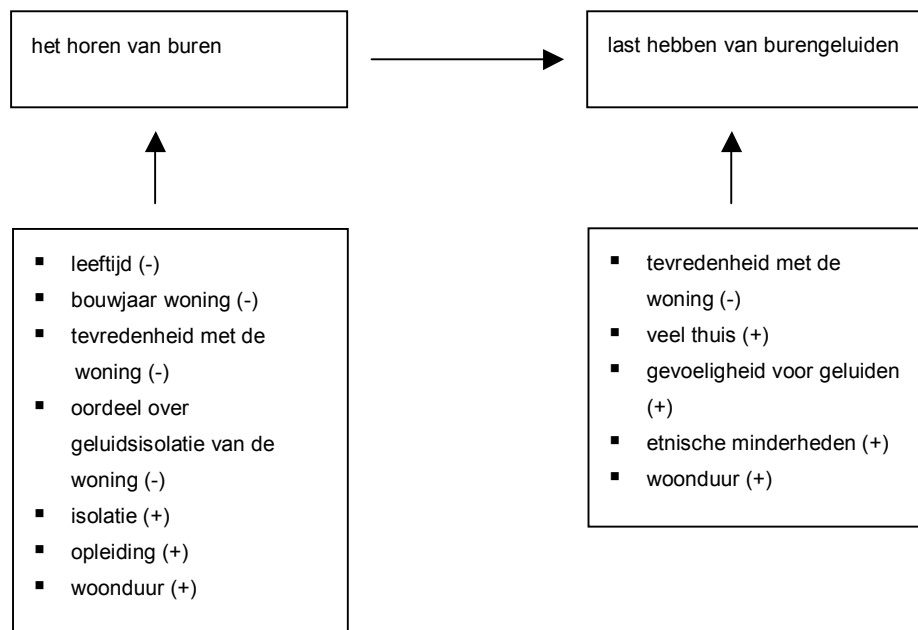 het horen van buren
last hebben van burengeluiden
▪ leeftijd (-)
▪ bouwjaar woning (-)
▪ tevredenheid met de
woning (-)
▪ oordeel over
geluidsisolatie van de
woning (-)
▪ isolatie (+)
▪ opleiding (+)
▪ woonduur (+)
▪ tevredenheid met de
woning (-)
▪ veel thuis (+)
▪ gevoeligheid voor geluiden
(+)
▪ etnische minderheden (+)
▪ woonduur (+)